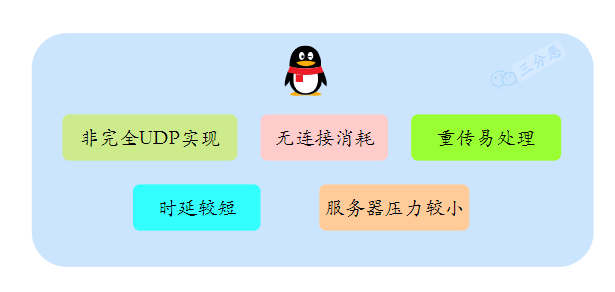 三分恶
非完全UDP实现
无连接消耗
重传易处理
时延较短
服务器压力较小